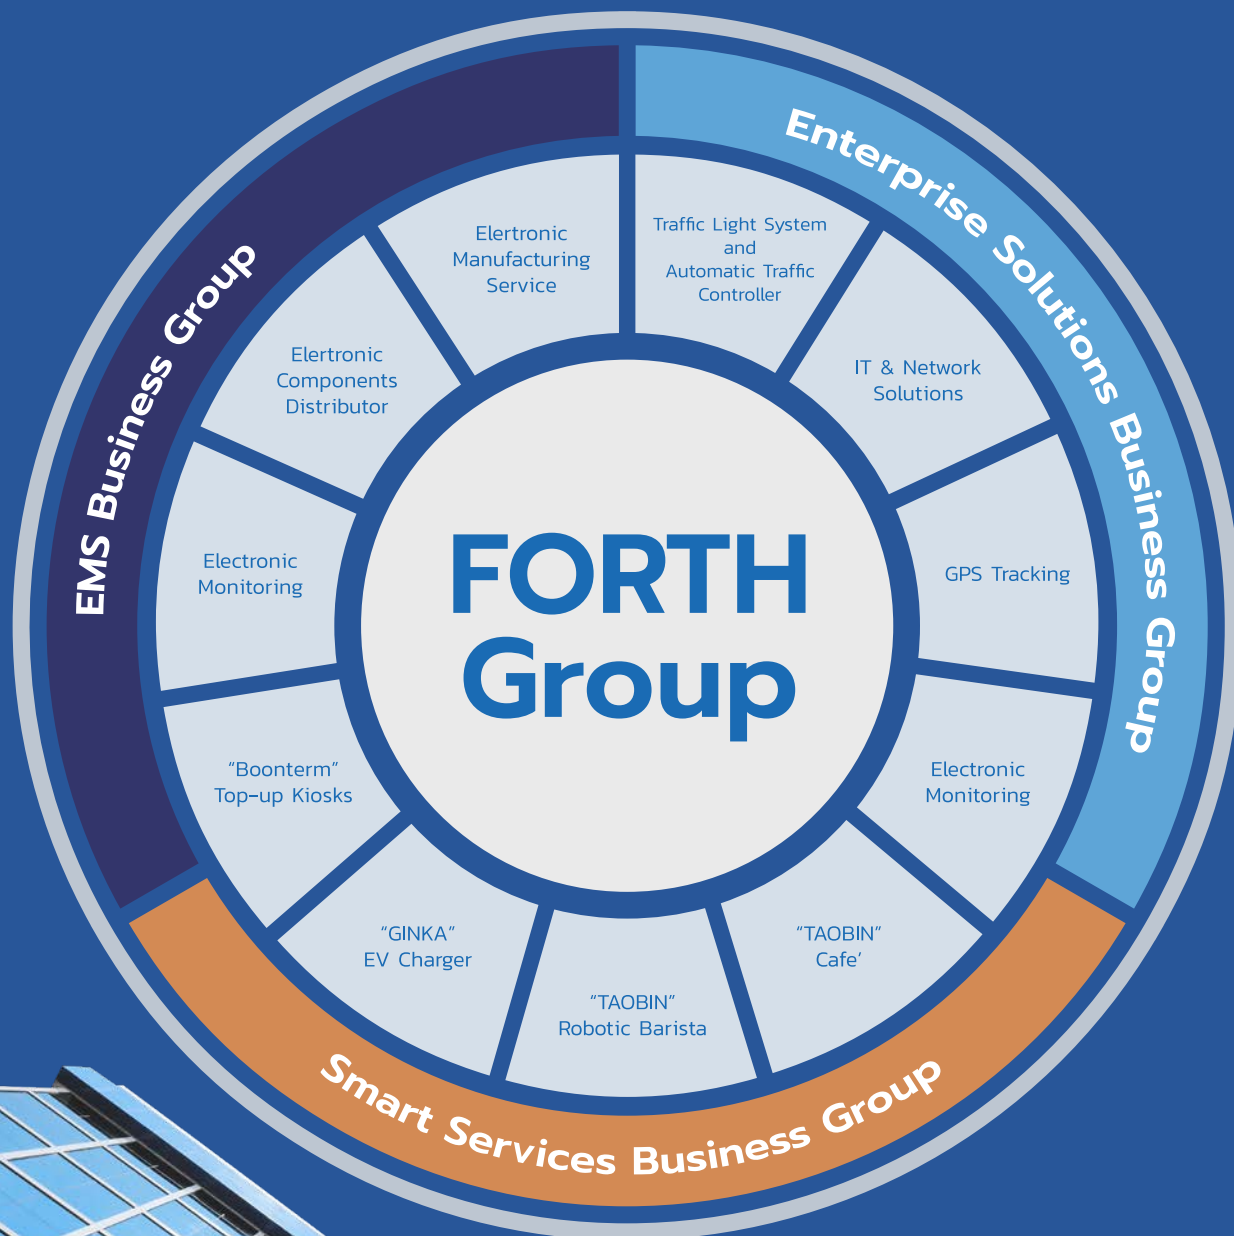 FORTH
Group
Enterprise Solutions Business Group
Traffic Light System
and
Automatic Traffic
Controller
IT & Network
Solutions
GPS Tracking
Electronic
Monitoring
Smart Services Business Group
“TAOBIN”
Cafe’
“TAOBIN”
Robotic Barista
“GINKA”
EV Charger
“Boonterm”
Top-up Kiosks
EMS Business Group
Electronic
Monitoring
Elertronic
Components
Distributor
Elertronic
Manufacturing
Service